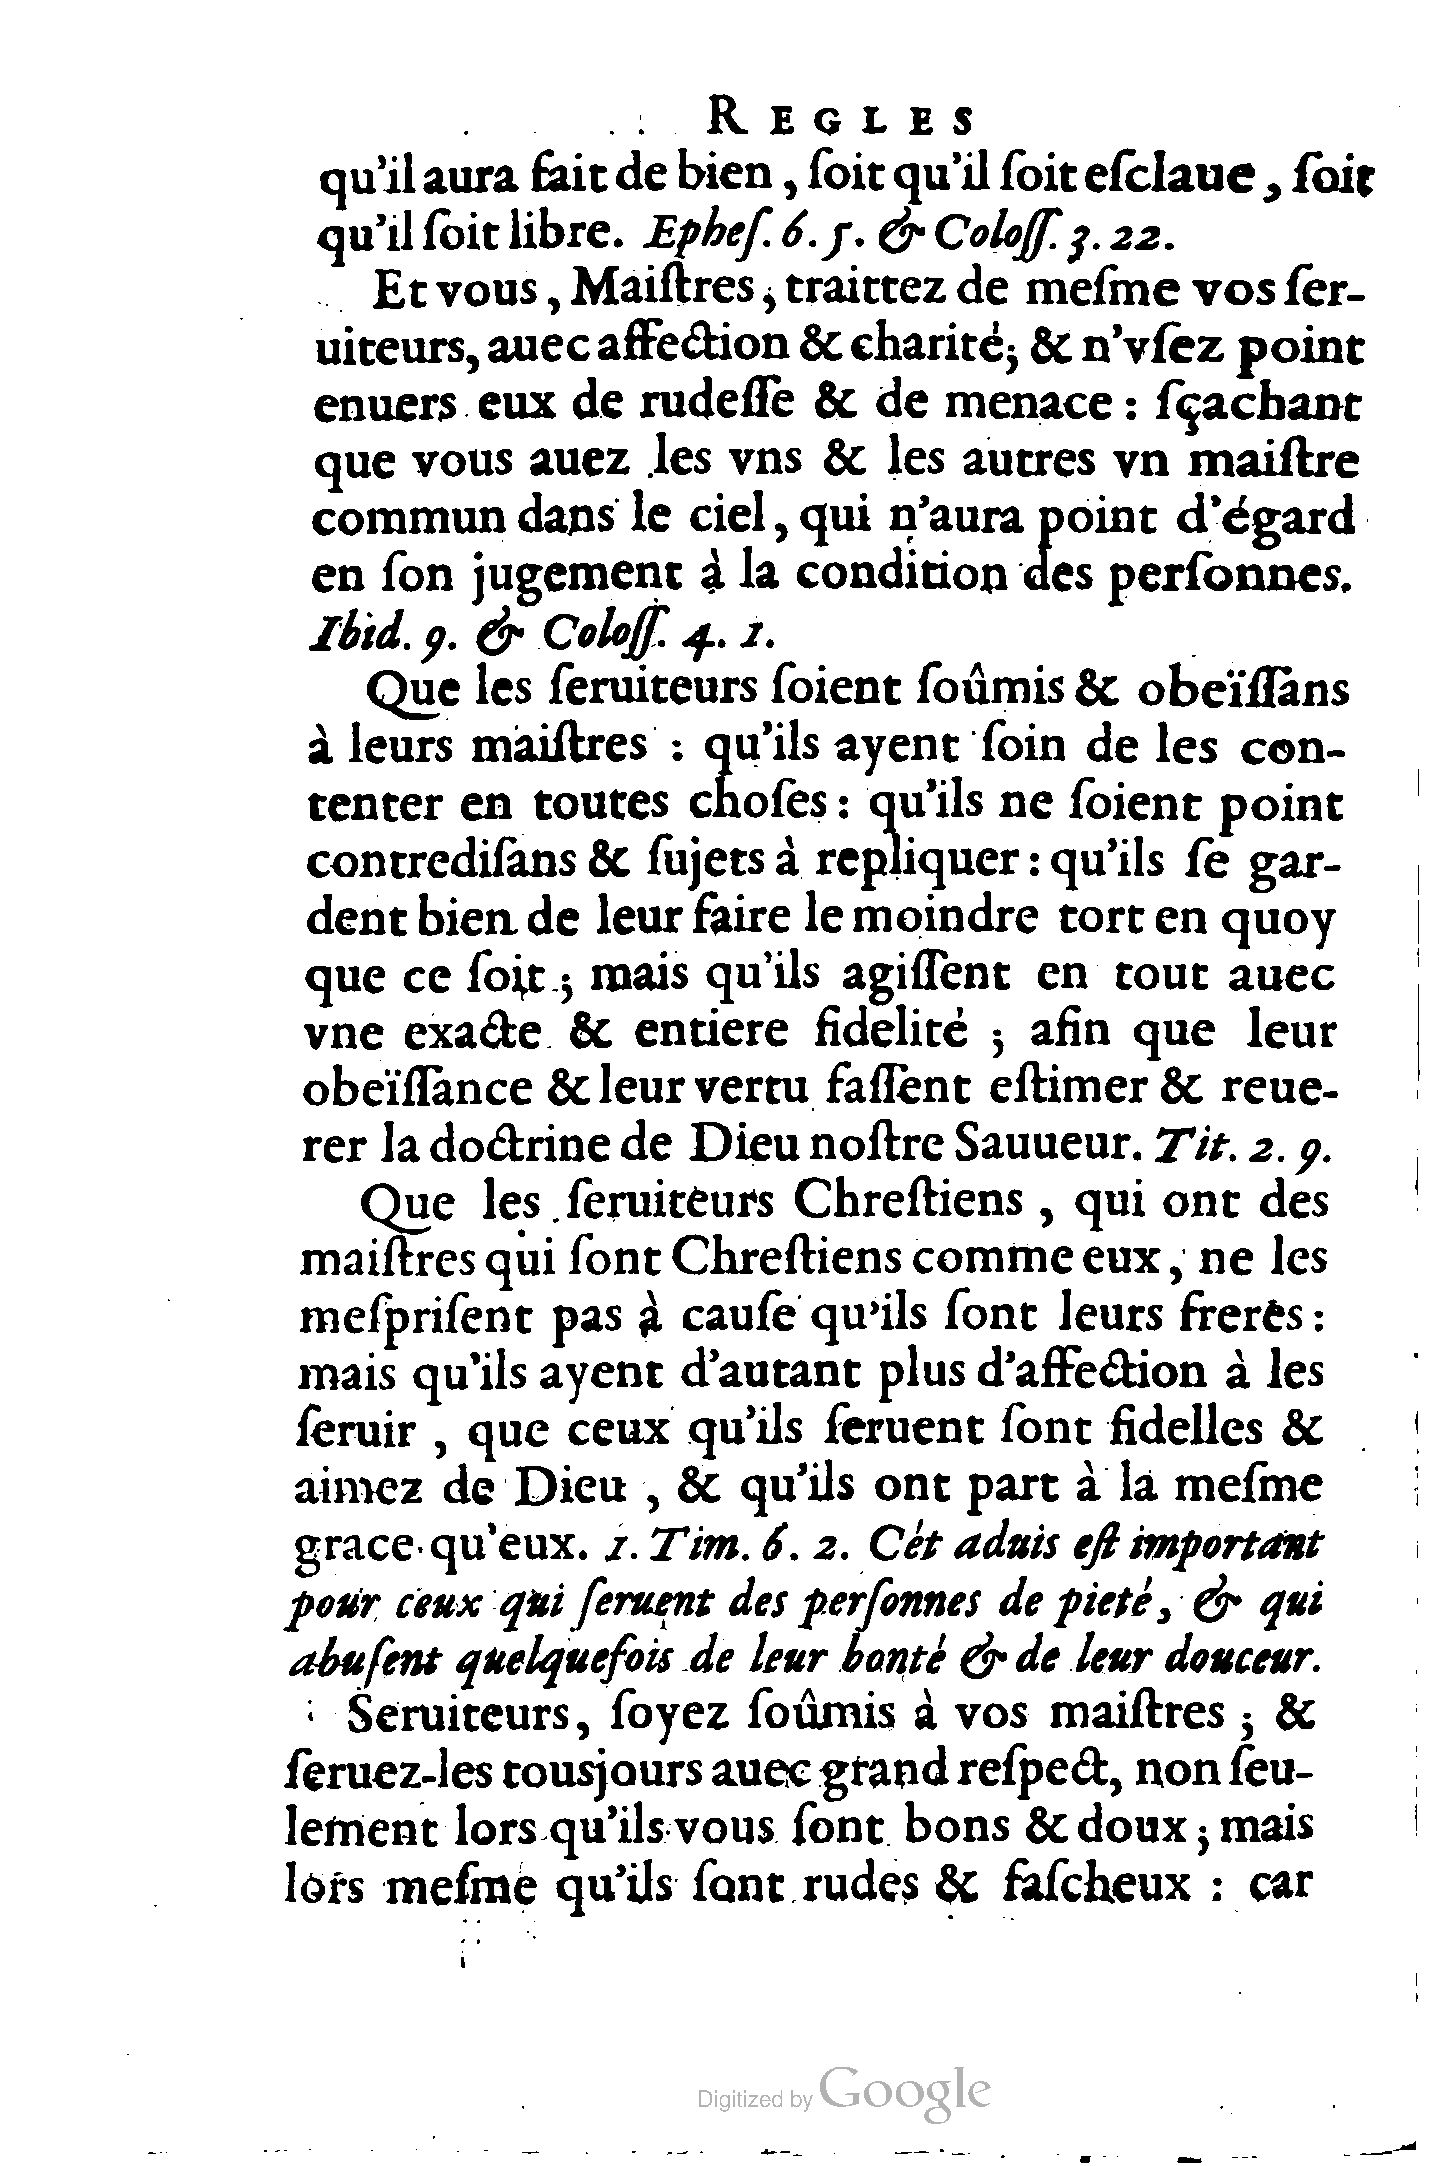 REGLES
qu'il aura fait de bien, ſoit qu'il ſoit eſclaue, ſoit
qu'il ſoit libre. Epheſ. 6. 5. & Coloſſ. 3. 22.
Et vous, Maiſtres, traittez de meſme vos ſer-
uiteurs, auec affection & charité; & n'vſez point
enuers eux de rudeſſe & de menace : ſçachant
que vous auez les vns & les autres vn maiſtre
commun dans le ciel, qui n'aura point d'égard
en ſon jugement à la condition des perſonnes.
Ibid. 9. & Coloſſ. 4. 1.
Que les ſeruiteurs ſoient ſoûmis & obeïſſans
à leurs maiſtres : qu'ils ayent ſoin de les con-
tenter en toutes choſes : qu'ils ne ſoient point
contrediſans & ſujets à repliquer : qu'ils ſe gar-
dent bien de leur faire le moindre tort en quoy
que ce ſoit ; mais qu'ils agiſſent en tout auec
vne exacte & entiere fidelité ; afin que leur
obeïſſance & leur vertu faſſent eſtimer & reue-
rer la doctrine de Dieu noſtre Sauueur. Tit. 2. 9.
Que les ſeruiteurs Chreſtiens , qui ont des
maiſtres qui ſont Chreſtiens comme eux, ne les
meſpriſent pas à cauſe qu'ils ſont leurs freres :
mais qu'ils ayent d'autant plus d'affection à les
ſeruir , que ceux qu'ils ſeruent ſont fidelles &
aimez de Dieu , & qu'ils ont part à la meſme
grace qu'eux. 1. Tim. 6. 2. Cét aduis eſt important
pour ceux qui ſeruent des perſonnes de pieté, & qui
abuſent quelquefois de leur bonté & de leur douceur.
Seruiteurs, ſoyez ſoûmis à vos maiſtres ; &
ſeruez-les tousjours auec grand reſpect, non ſeu-
lement lors qu'ils vous ſont bons & doux ; mais
lors meſme qu'ils ſont rudes & faſcheux : car
Digitized by Google